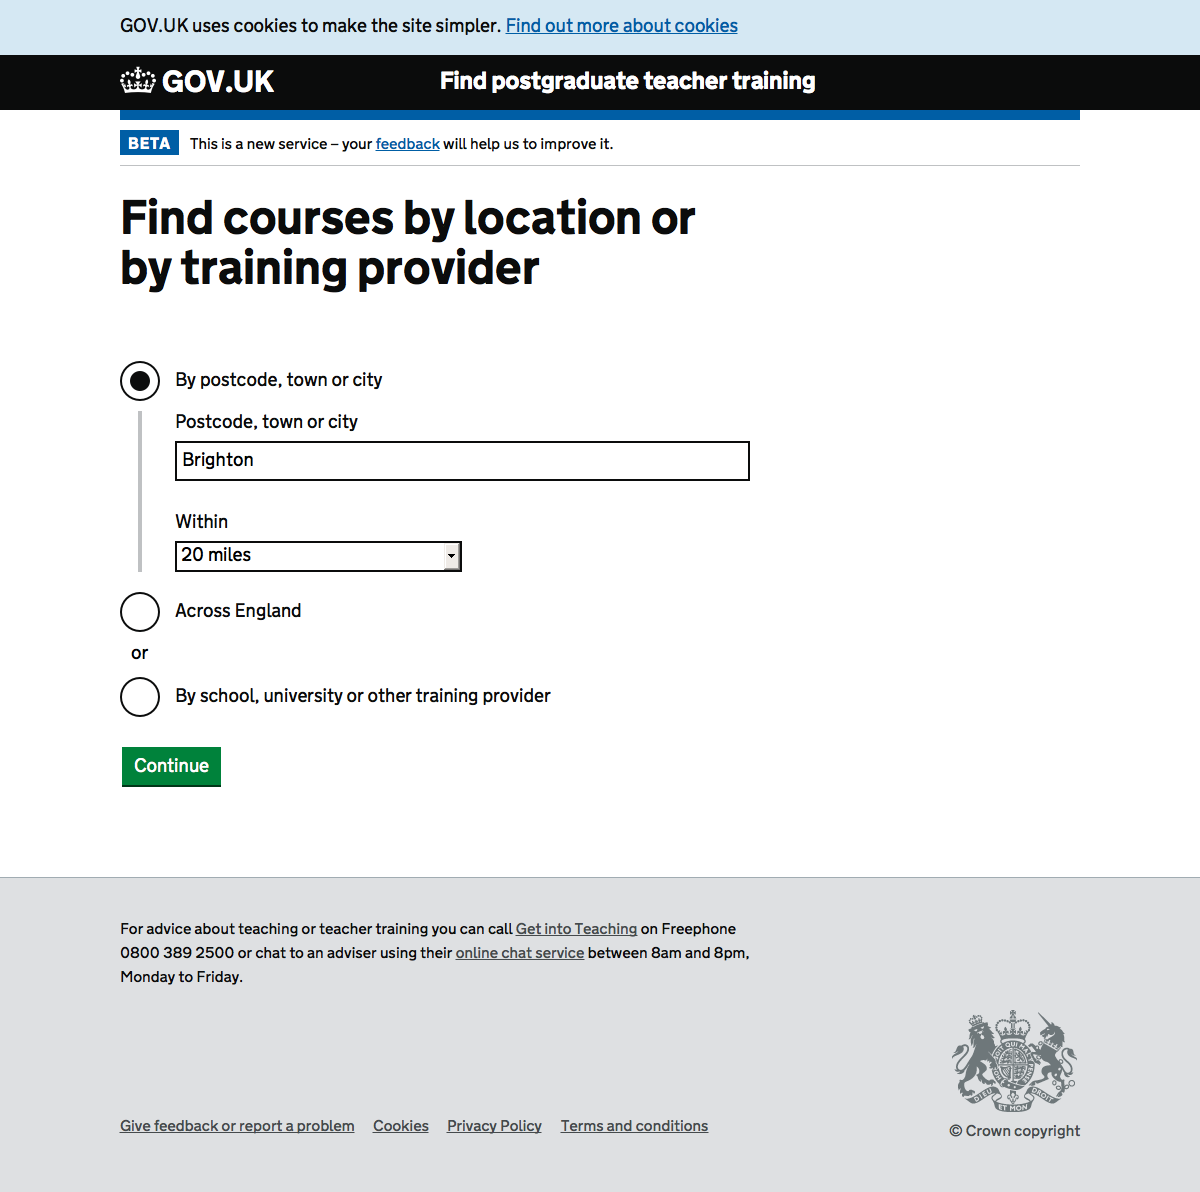 GOV.UK uses cookies to make the site simpler. Find out more about cookies
GOV.UK
Find postgraduate teacher training
BETA This is a new service – your feedback will help us to improve it.
Find courses by location or
by training provider
By postcode, town or city
Postcode, town or city
Brighton
Within
20 miles
Across England
or
By school, university or other training provider
Continue
For advice about teaching or teacher training you can call Get into Teaching on Freephone
0800 389 2500 or chat to an adviser using their online chat service between 8am and 8pm,
Monday to Friday.
DIEU ET MON DROIT
Give feedback or report a problem Cookies Privacy Policy Terms and conditions
© Crown copyright